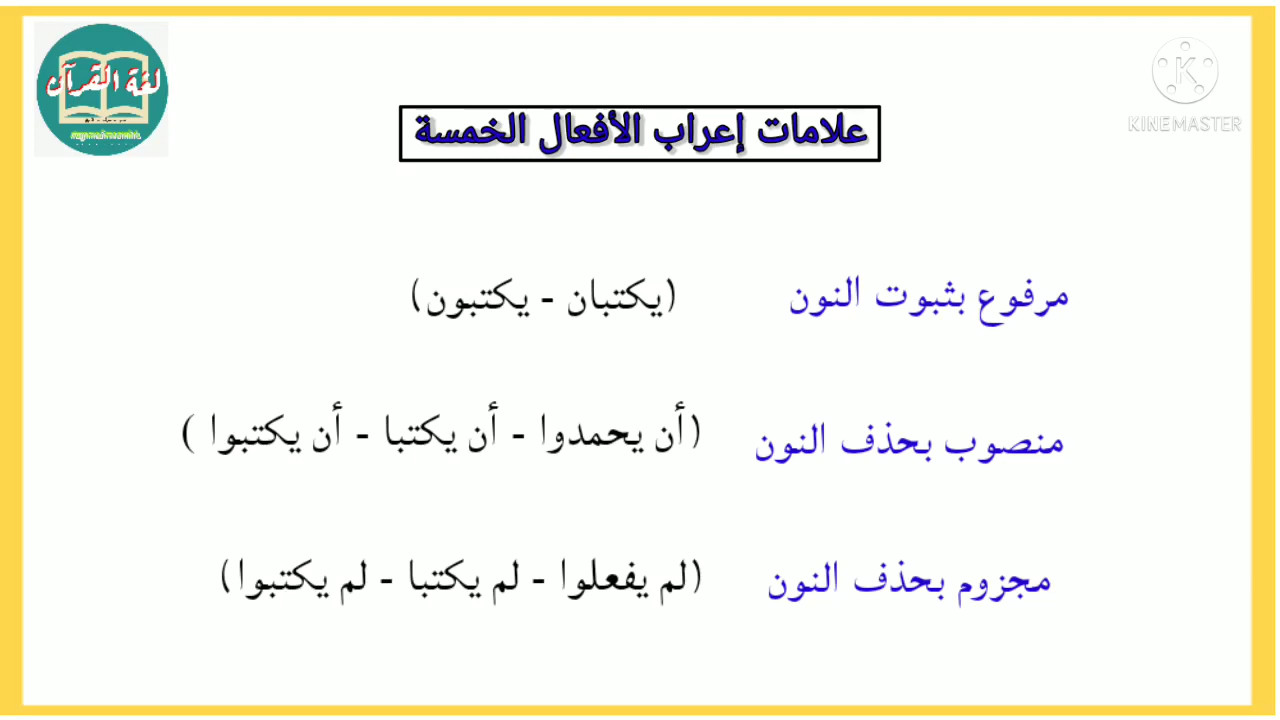 لغة القرآن
KINEMASTER
علامات إعراب الأفعال الخمسة
مرفوع بثبوت النون (يكتبان - يكتبون)
منصوب بحذف النون (أن يحمدوا - أن يكتبا - أن يكتبوا )
مجزوم بحذف النون (لم يفعلوا - لم يكتبا - لم يكتبوا)